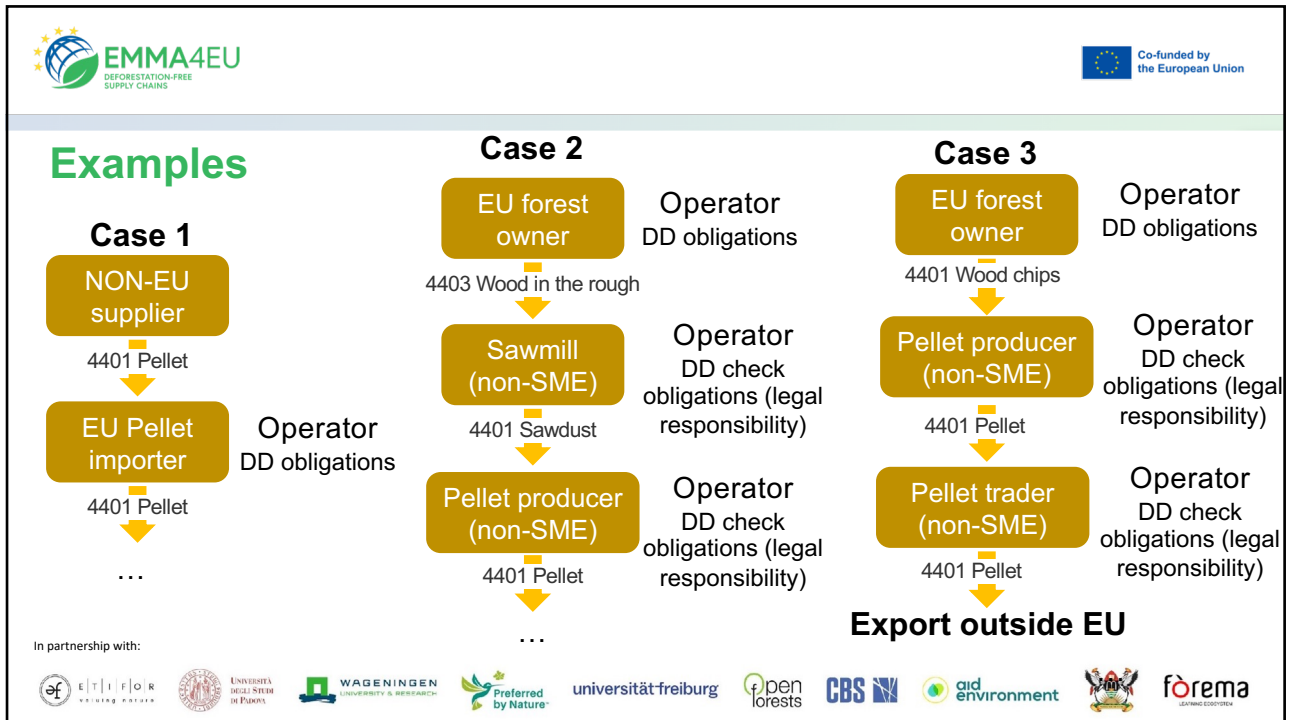 EMMA4EU
DEFORESTATION-FREE
SUPPLY CHAINS
Co-funded by
the European Union
Examples
Case 1
NON-EU
supplier
4401 Pellet
EU Pellet
importer
Operator
DD obligations
4401 Pellet
...
Case 2
EU forest
owner
Operator
DD obligations
4403 Wood in the rough
Sawmill
(non-SME)
Operator
DD check
obligations (legal
responsibility)
4401 Sawdust
Pellet producer
(non-SME)
Operator
DD check
obligations (legal
responsibility)
4401 Pellet
...
Case 3
EU forest
owner
Operator
DD obligations
4401 Wood chips
Pellet producer
(non-SME)
Operator
DD check
obligations (legal
responsibility)
4401 Pellet
Pellet trader
(non-SME)
Operator
DD check
obligations (legal
responsibility)
4401 Pellet
Export outside EU
In partnership with:
ef
E|T|I|F|O|R
valuing nature
UNIVERSITÀ
DEGLI STUDI
DI PADOVA
WAGENINGEN
UNIVERSITY & RESEARCH
Preferred
by Nature
universität freiburg
open
forests
CBS
aid
environment
fòrema
LEARNING ECOSYSTEM